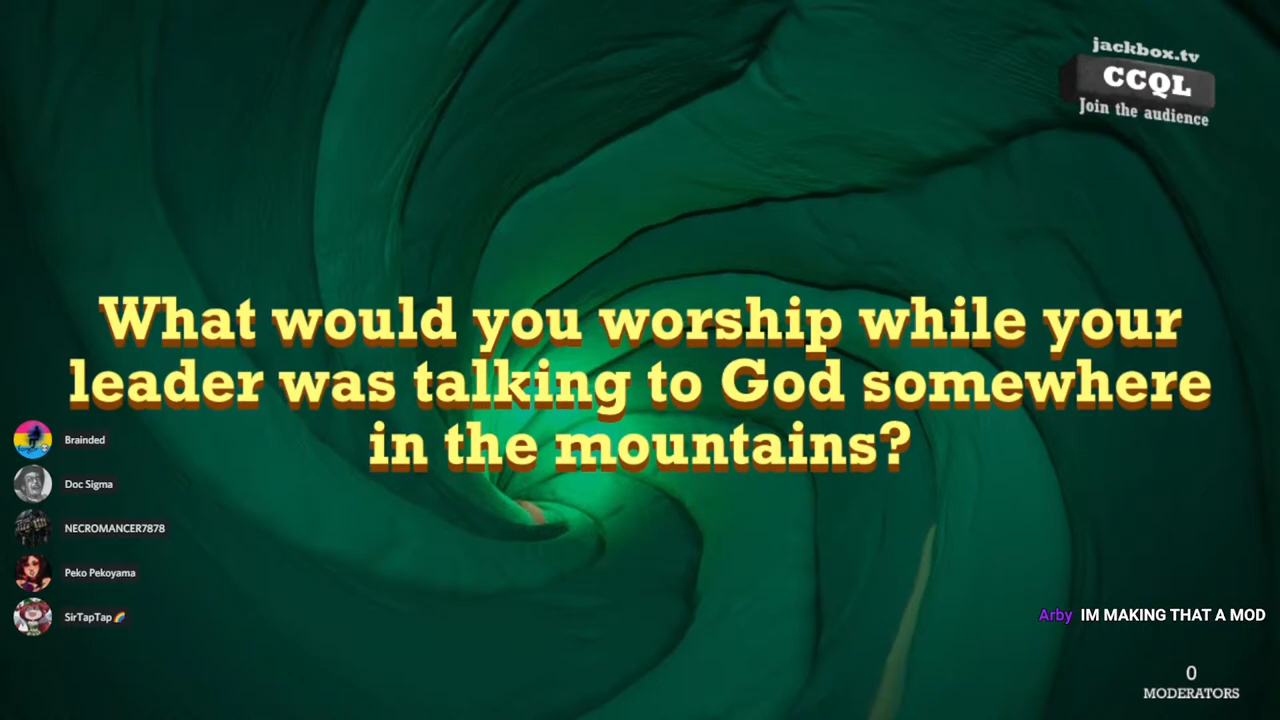 jackbox.tv
CCQL
Join the audience
What would you worship while your
leader was talking to God somewhere
in the mountains?
Brainded
Doc Sigma
NECROMANCER7878
Peko Pekoyama
SirTapTap🌈
Arby IM MAKING THAT A MOD
0
MODERATORS